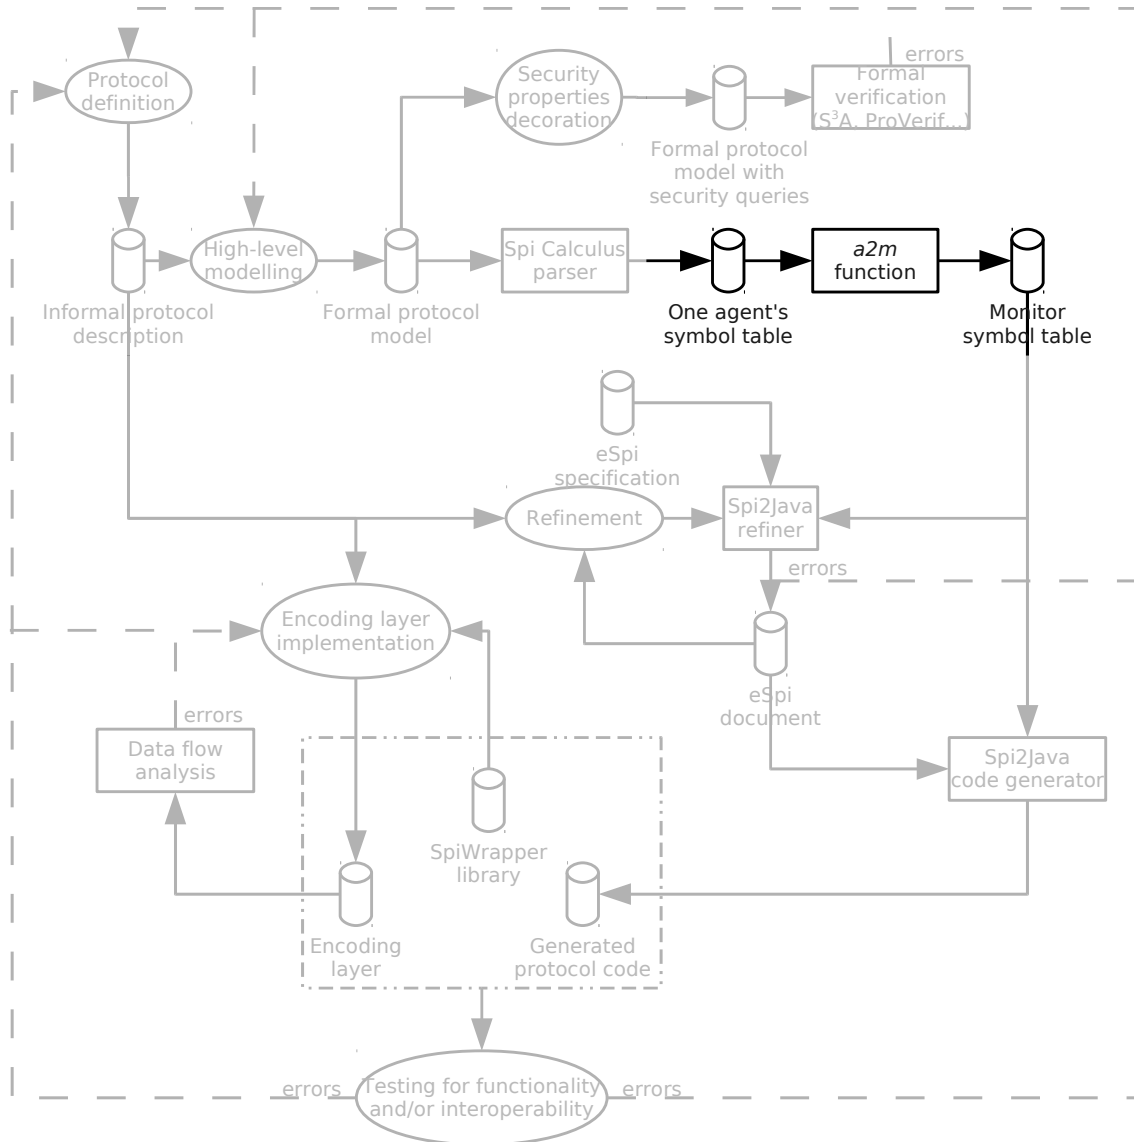 errors
Protocol
definition
Security
properties
decoration
Formal
verification
(S³A, ProVerif...)
Formal protocol
model with
security queries
High-level
modelling
Spi Calculus
parser
a2m
function
Informal protocol
description
Formal protocol
model
One agent's
symbol table
Monitor
symbol table
eSpi
specification
Refinement
Spi2Java
refiner
errors
Encoding layer
implementation
eSpi
document
errors
Data flow
analysis
Spi2Java
code generator
SpiWrapper
library
Encoding
layer
Generated
protocol code
errors
Testing for functionality
and/or interoperability
errors